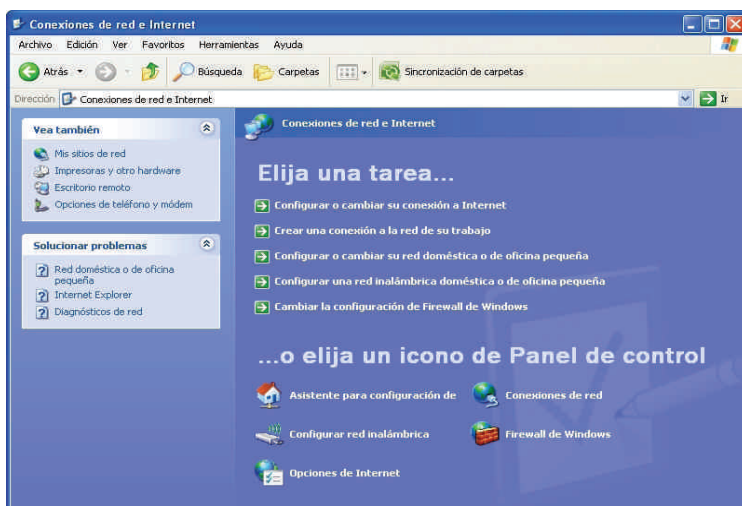 Conexiones de red e Internet
Archivo Edición Ver Favoritos Herramientas Ayuda
Atrás Búsqueda Carpetas Sincronización de carpetas
Dirección Conexiones de red e Internet Ir
Vea también
Mis sitios de red
Impresoras y otro hardware
Escritorio remoto
Opciones de teléfono y módem
Solucionar problemas
Red doméstica o de oficina
pequeña
Internet Explorer
Diagnósticos de red
Conexiones de red e Internet
Elija una tarea...
Configurar o cambiar su conexión a Internet
Crear una conexión a la red de su trabajo
Configurar o cambiar su red doméstica o de oficina pequeña
Configurar una red inalámbrica doméstica o de oficina pequeña
Cambiar la configuración de Firewall de Windows
...o elija un icono de Panel de control
Asistente para configuración de
Conexiones de red
Configurar red inalámbrica
Firewall de Windows
Opciones de Internet